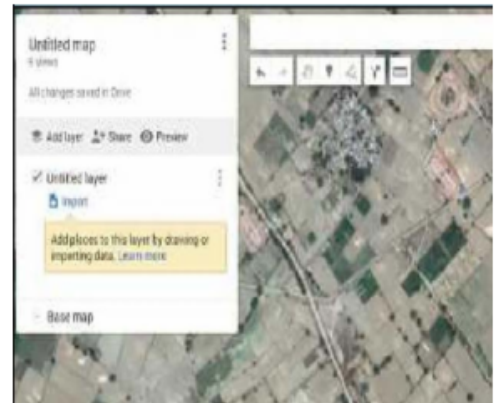 Untitled map
All changes saved in Drive
Add layer Share Preview
Untitled layer
Import
Add places to this layer by drawing or
importing data. Learn more
Base map